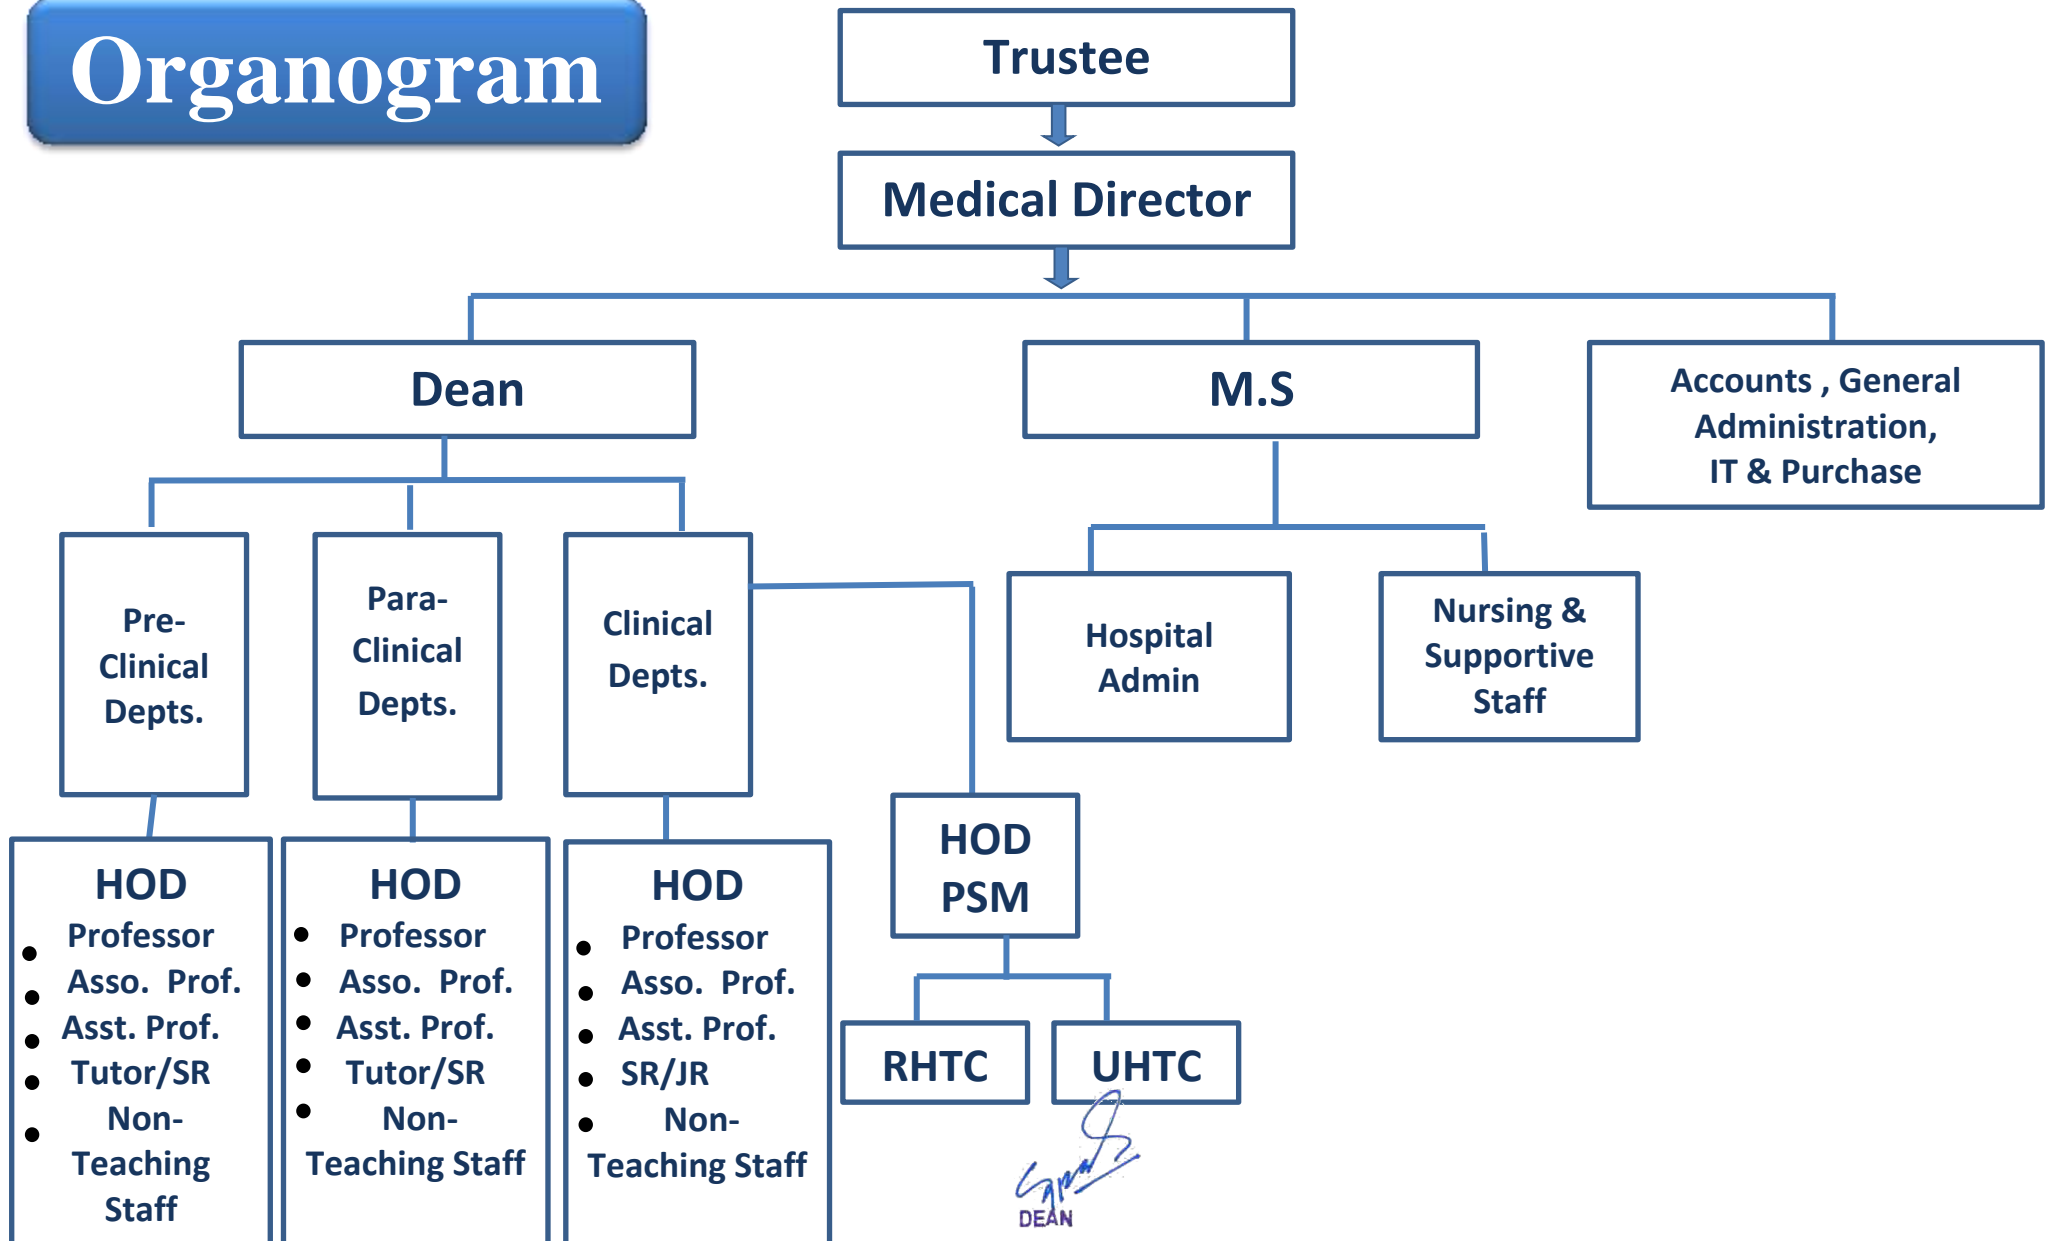 Organogram
Trustee
Medical Director
Dean
M.S
Accounts , General
Administration,
IT & Purchase
Pre-
Clinical
Depts.
Para-
Clinical
Depts.
Clinical
Depts.
Hospital
Admin
Nursing &
Supportive
Staff
HOD
• Professor
• Asso. Prof.
• Asst. Prof.
• Tutor/SR
• Non-
Teaching
Staff
HOD
• Professor
• Asso. Prof.
• Asst. Prof.
• Tutor/SR
• Non-
Teaching Staff
HOD
• Professor
• Asso. Prof.
• Asst. Prof.
• SR/JR
• Non-
Teaching Staff
HOD
PSM
RHTC
UHTC
DEAN